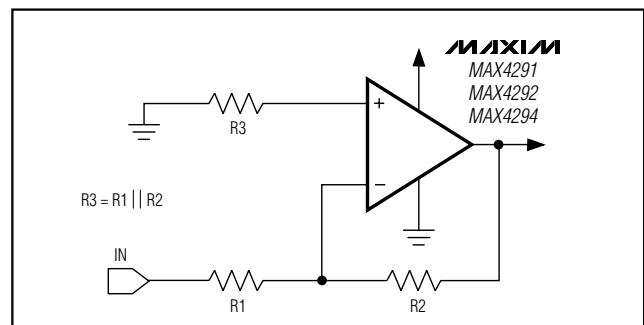 MAXIM
MAX4291
MAX4292
MAX4294
+
R3
−
R3 = R1 || R2
IN
R1
R2